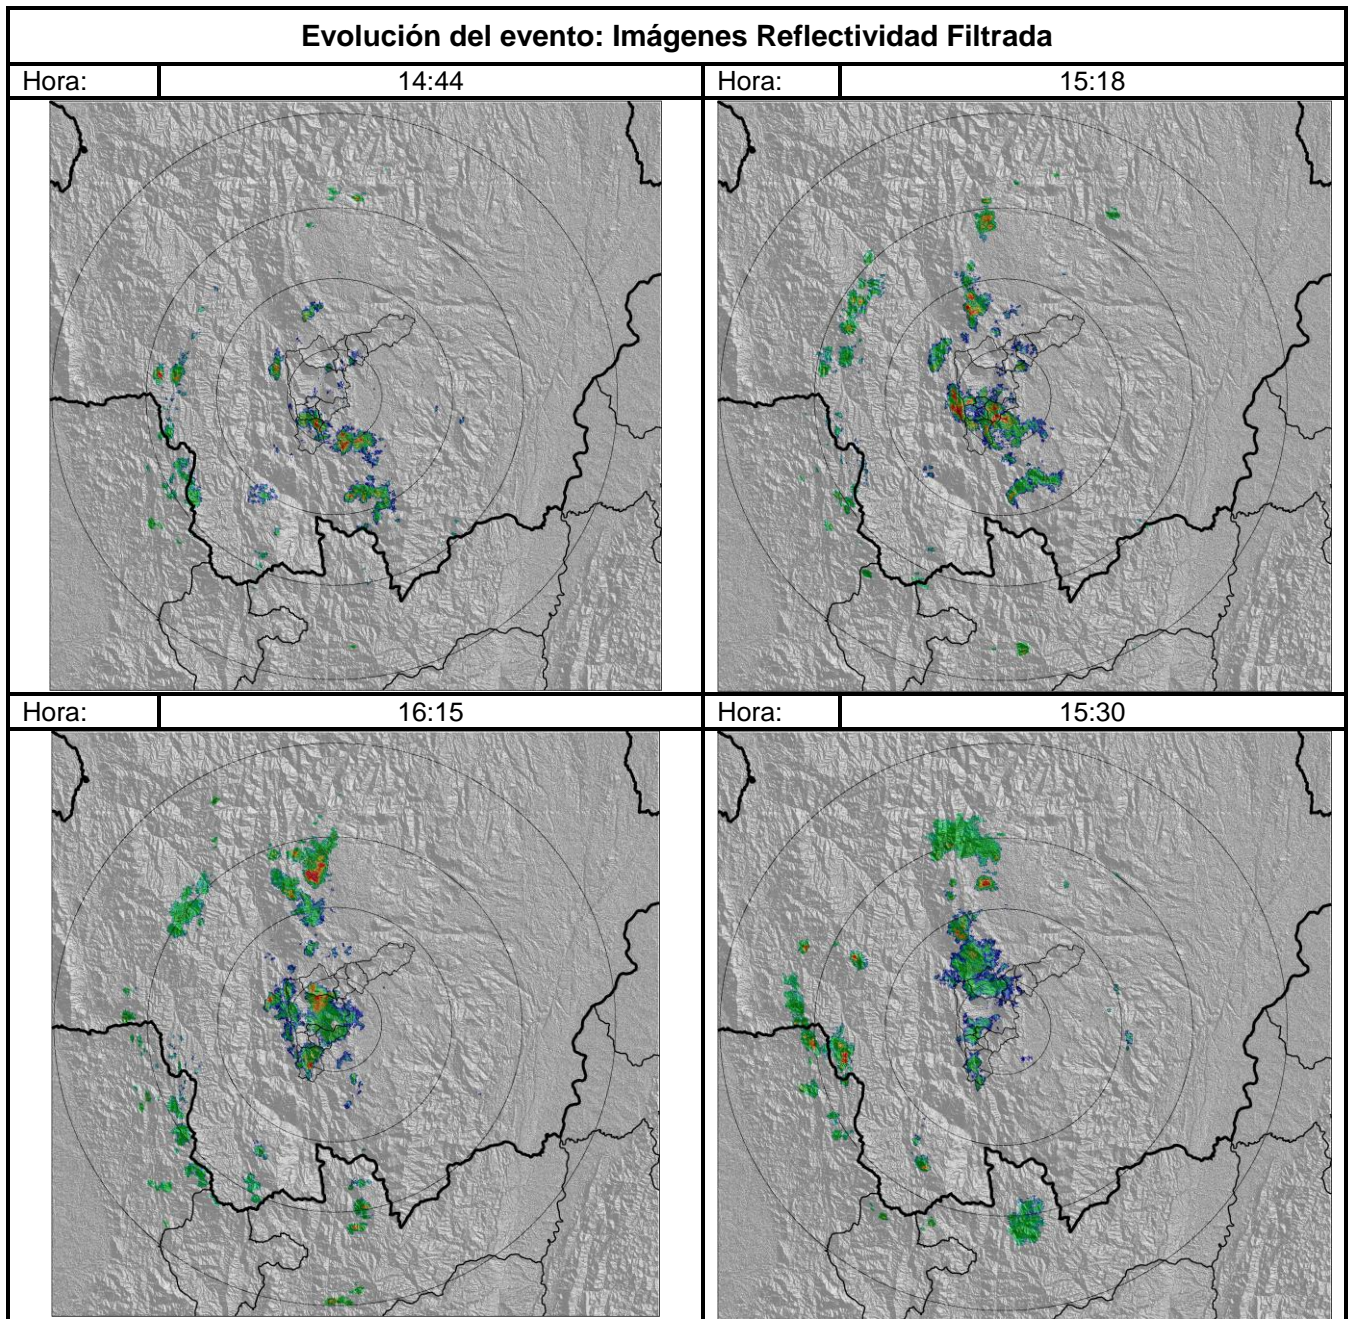 Evolución del evento: Imágenes Reflectividad Filtrada
Hora: 14:44 Hora: 15:18
Hora: 16:15 Hora: 15:30